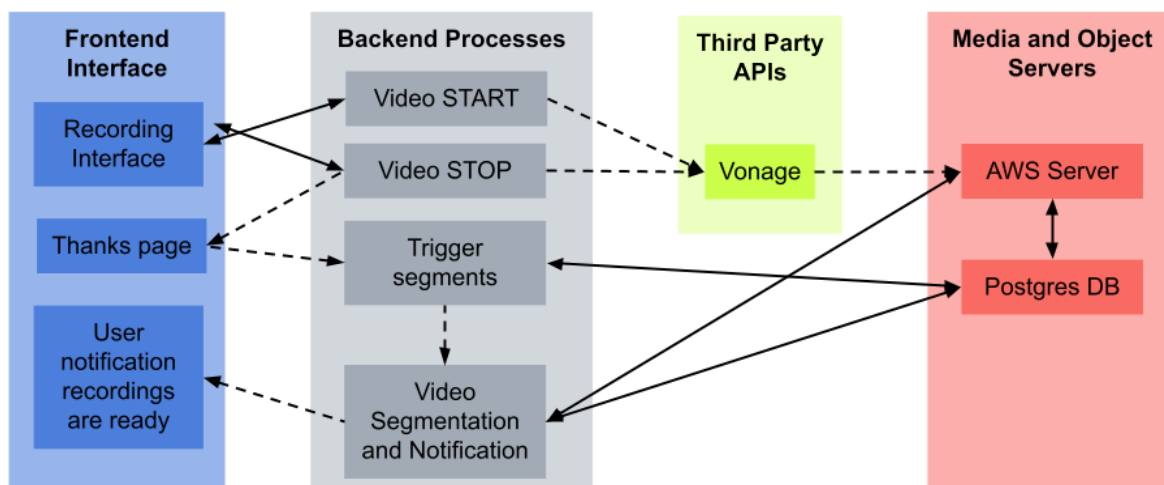 Frontend
Interface
Recording
Interface
Thanks page
User
notification
recordings
are ready
Backend Processes
Video START
Video STOP
Trigger
segments
Video
Segmentation
and Notification
Third Party
APIs
Vonage
Media and Object
Servers
AWS Server
Postgres DB